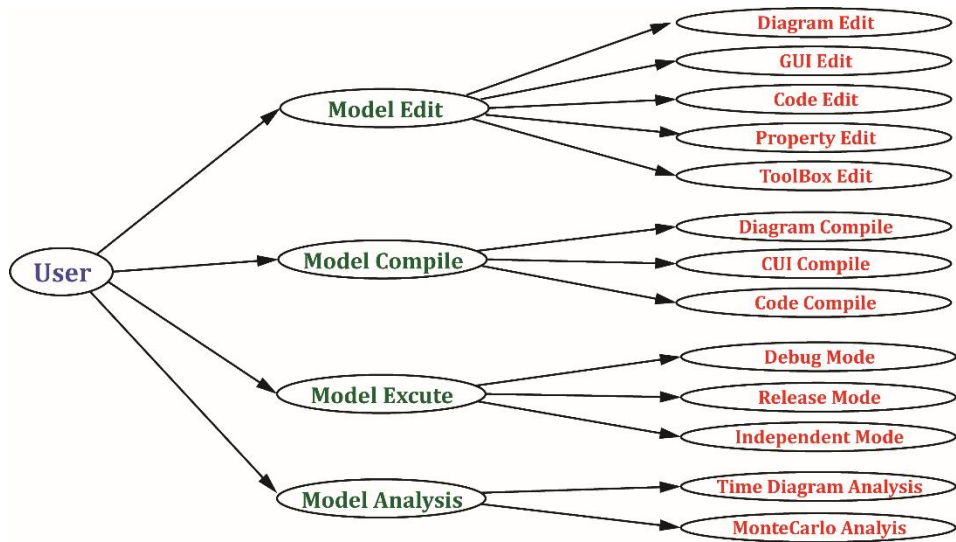 User
Model Edit
Diagram Edit
GUI Edit
Code Edit
Property Edit
ToolBox Edit
Model Compile
Diagram Compile
CUI Compile
Code Compile
Model Excute
Debug Mode
Release Mode
Independent Mode
Model Analysis
Time Diagram Analysis
MonteCarlo Analyis